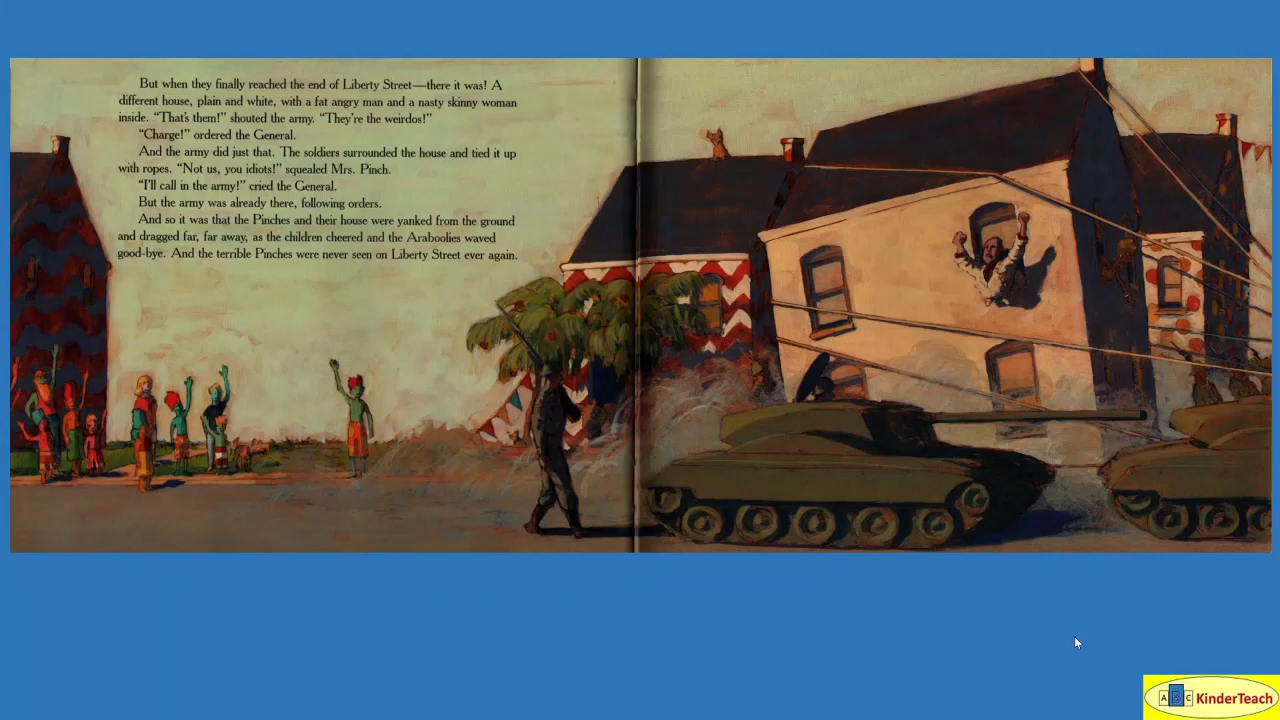 But when they finally reached the end of Liberty Street—there it was! A
different house, plain and white, with a fat angry man and a nasty skinny woman
inside. “That's them!” shouted the army. “They're the weirdos!”
“Charge!” ordered the General.
And the army did just that. The soldiers surrounded the house and tied it up
with ropes. “Not us, you idiots!” squealed Mrs. Pinch.
“I'll call in the army!” cried the General.
But the army was already there, following orders.
And so it was that the Pinches and their house were yanked from the ground
and dragged far, far away, as the children cheered and the Araboolies waved
good-bye. And the terrible Pinches were never seen on Liberty Street ever again.
A B C KinderTeach